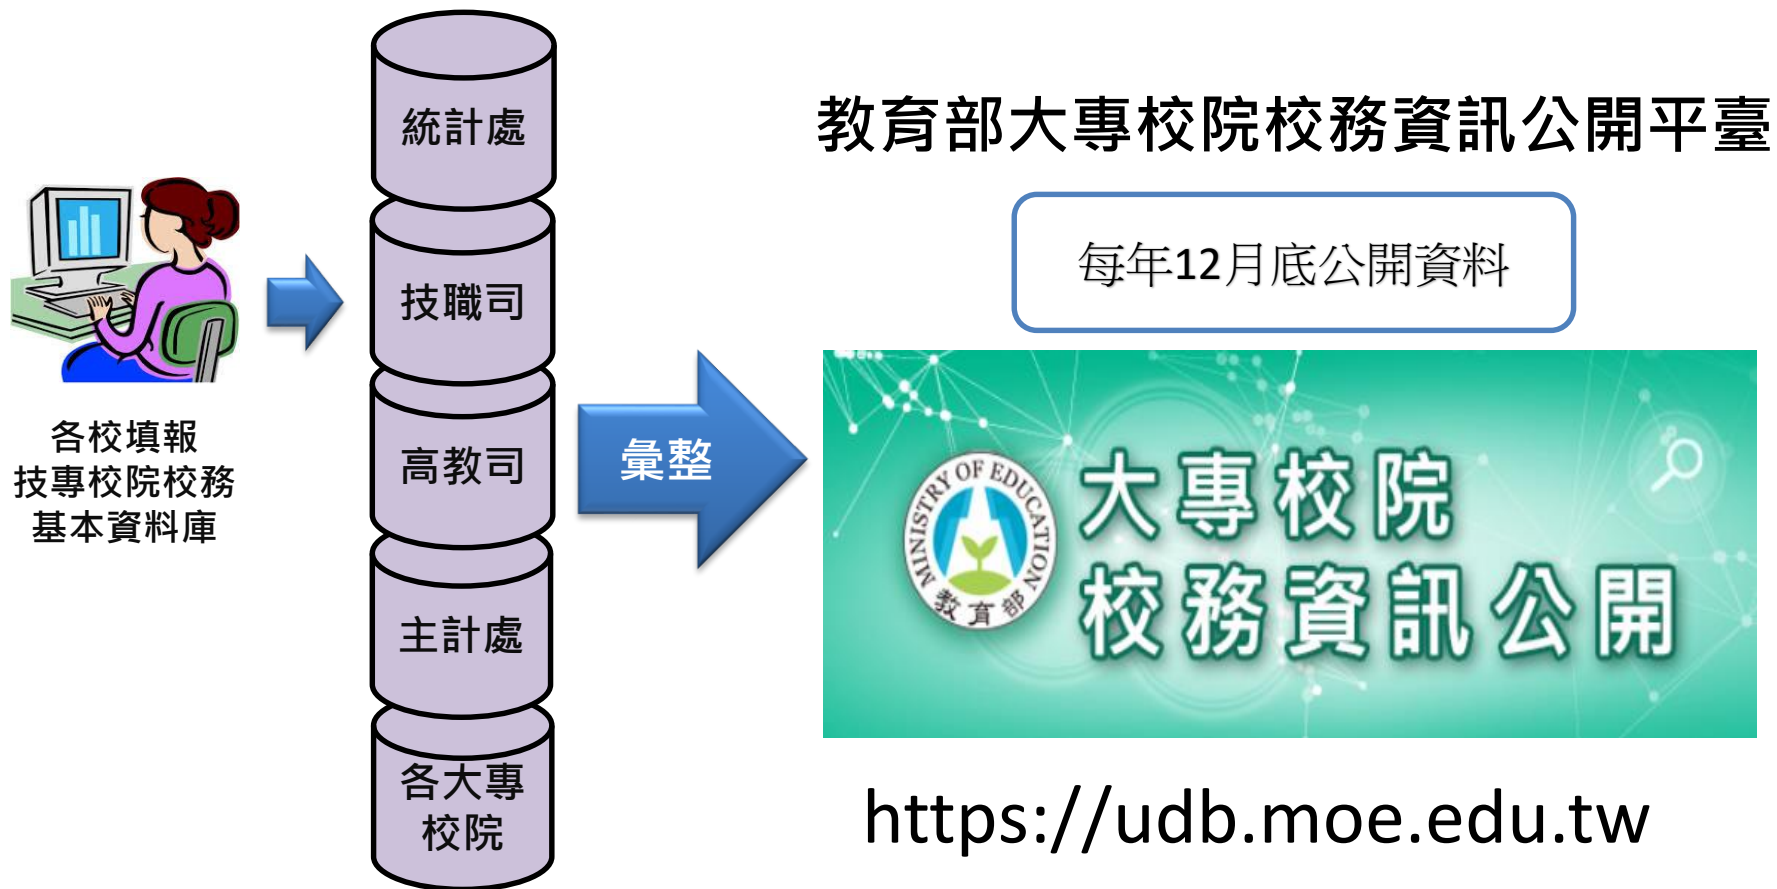 各校填報
技專校院校務
基本資料庫
統計處
技職司
高教司
主計處
各大專
校院
彙整
教育部大專校院校務資訊公開平臺
每年12月底公開資料
MINISTRY OF EDUCATION
教育部
大專校院
校務資訊公開
https://udb.moe.edu.tw